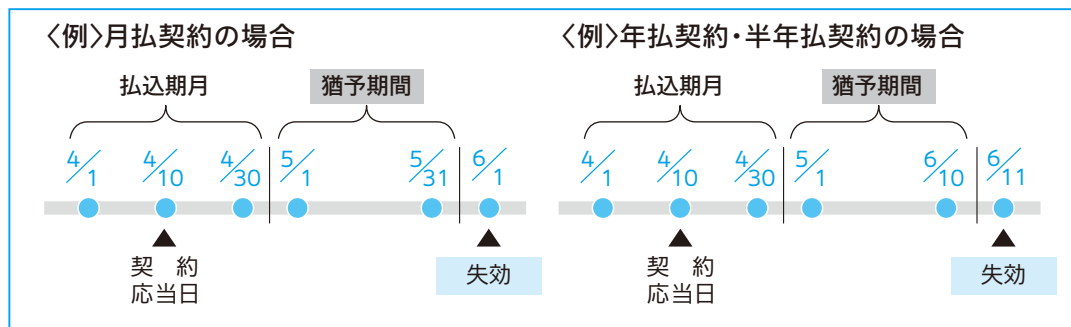 〈例〉月払契約の場合
払込期月
猶予期間
4/1
4/10
4/30
5/1
5/31
6/1
契　約
応当日
失効
〈例〉年払契約・半年払契約の場合
払込期月
猶予期間
4/1
4/10
4/30
5/1
6/10
6/11
契　約
応当日
失効